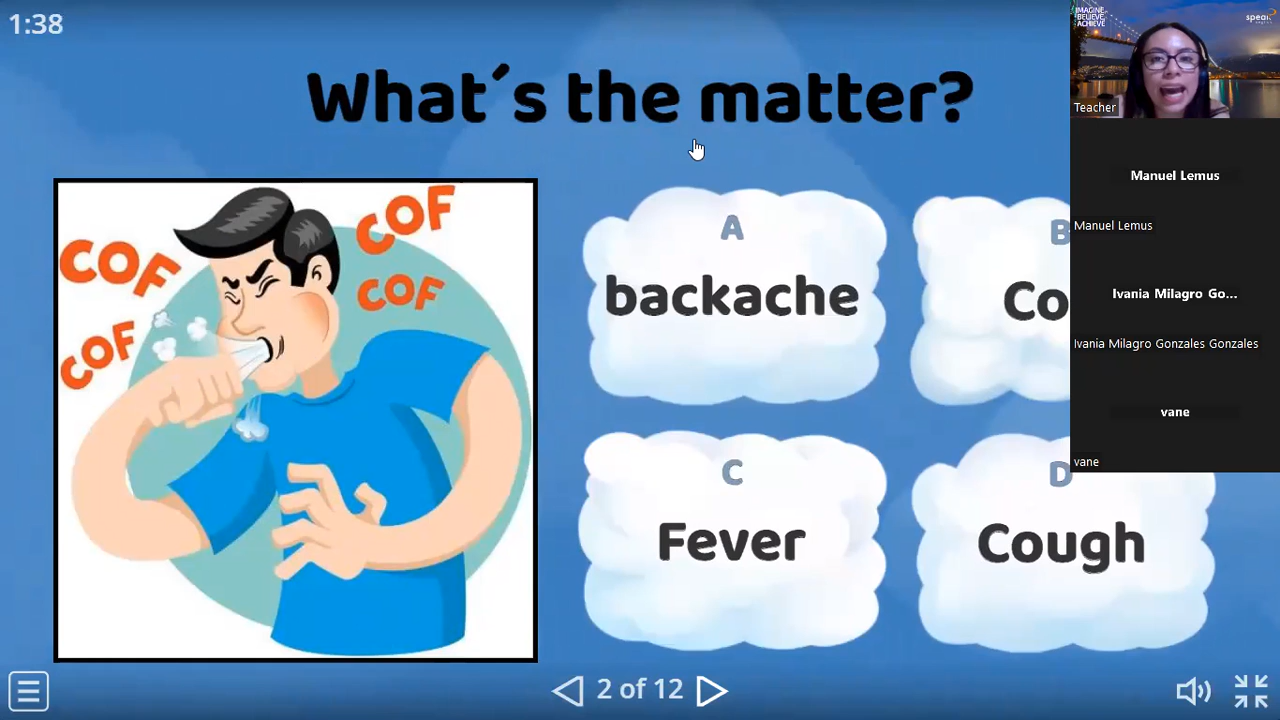 1:38
What´s the matter?
COF
COF
COF
COF
A
backache
B
C
Fever
D
Cough
2 of 12
IMAGINE
BELIEVE
ACHIEVE
speak
Teacher
Manuel Lemus
Manuel Lemus
Ivania Milagro Go...
Ivania Milagro Gonzales Gonzales
vane
vane